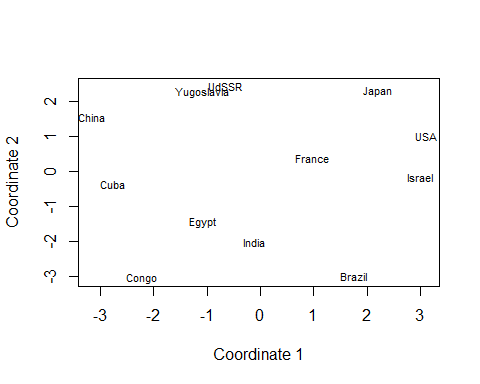 UdSSR
Yugoslavia
Japan
China
USA
France
Israel
Cuba
Egypt
India
Congo
Brazil
2
1
0
-1
-2
-3
Coordinate 2
-3 -2 -1 0 1 2 3
Coordinate 1